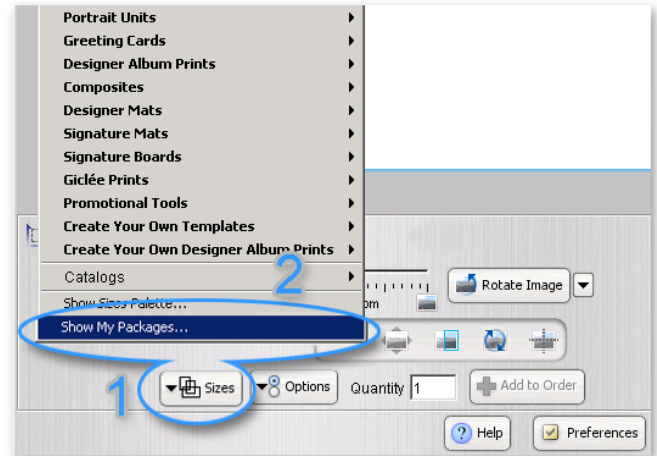 Portrait Units
Greeting Cards
Designer Album Prints
Composites
Designer Mats
Signature Mats
Signature Boards
Giclée Prints
Promotional Tools
Create Your Own Templates
Create Your Own Designer Album Prints
Catalogs
2
Show Sizes Palette...
Show My Packages...
Rotate Image
1
Sizes
Options
Quantity 1
Add to Order
Help
Preferences